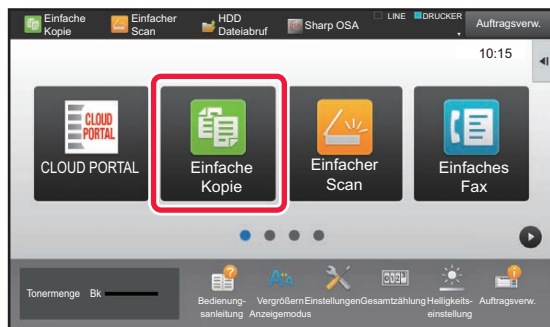 Einfache
Kopie
Einfacher
Scan
HDD
Dateiabruf
Sharp OSA
LINE
DRUCKER
Auftragsverw.
10:15
CLOUD
PORTAL
CLOUD PORTAL
Einfache
Kopie
Einfacher
Scan
Einfaches
Fax
Tonermenge Bk
Bedienung-
sanleitung
Vergrößern
Anzeigemodus
Einstellungen
Gesamtzählung
Helligkeits-
einstellung
Auftragsverw.